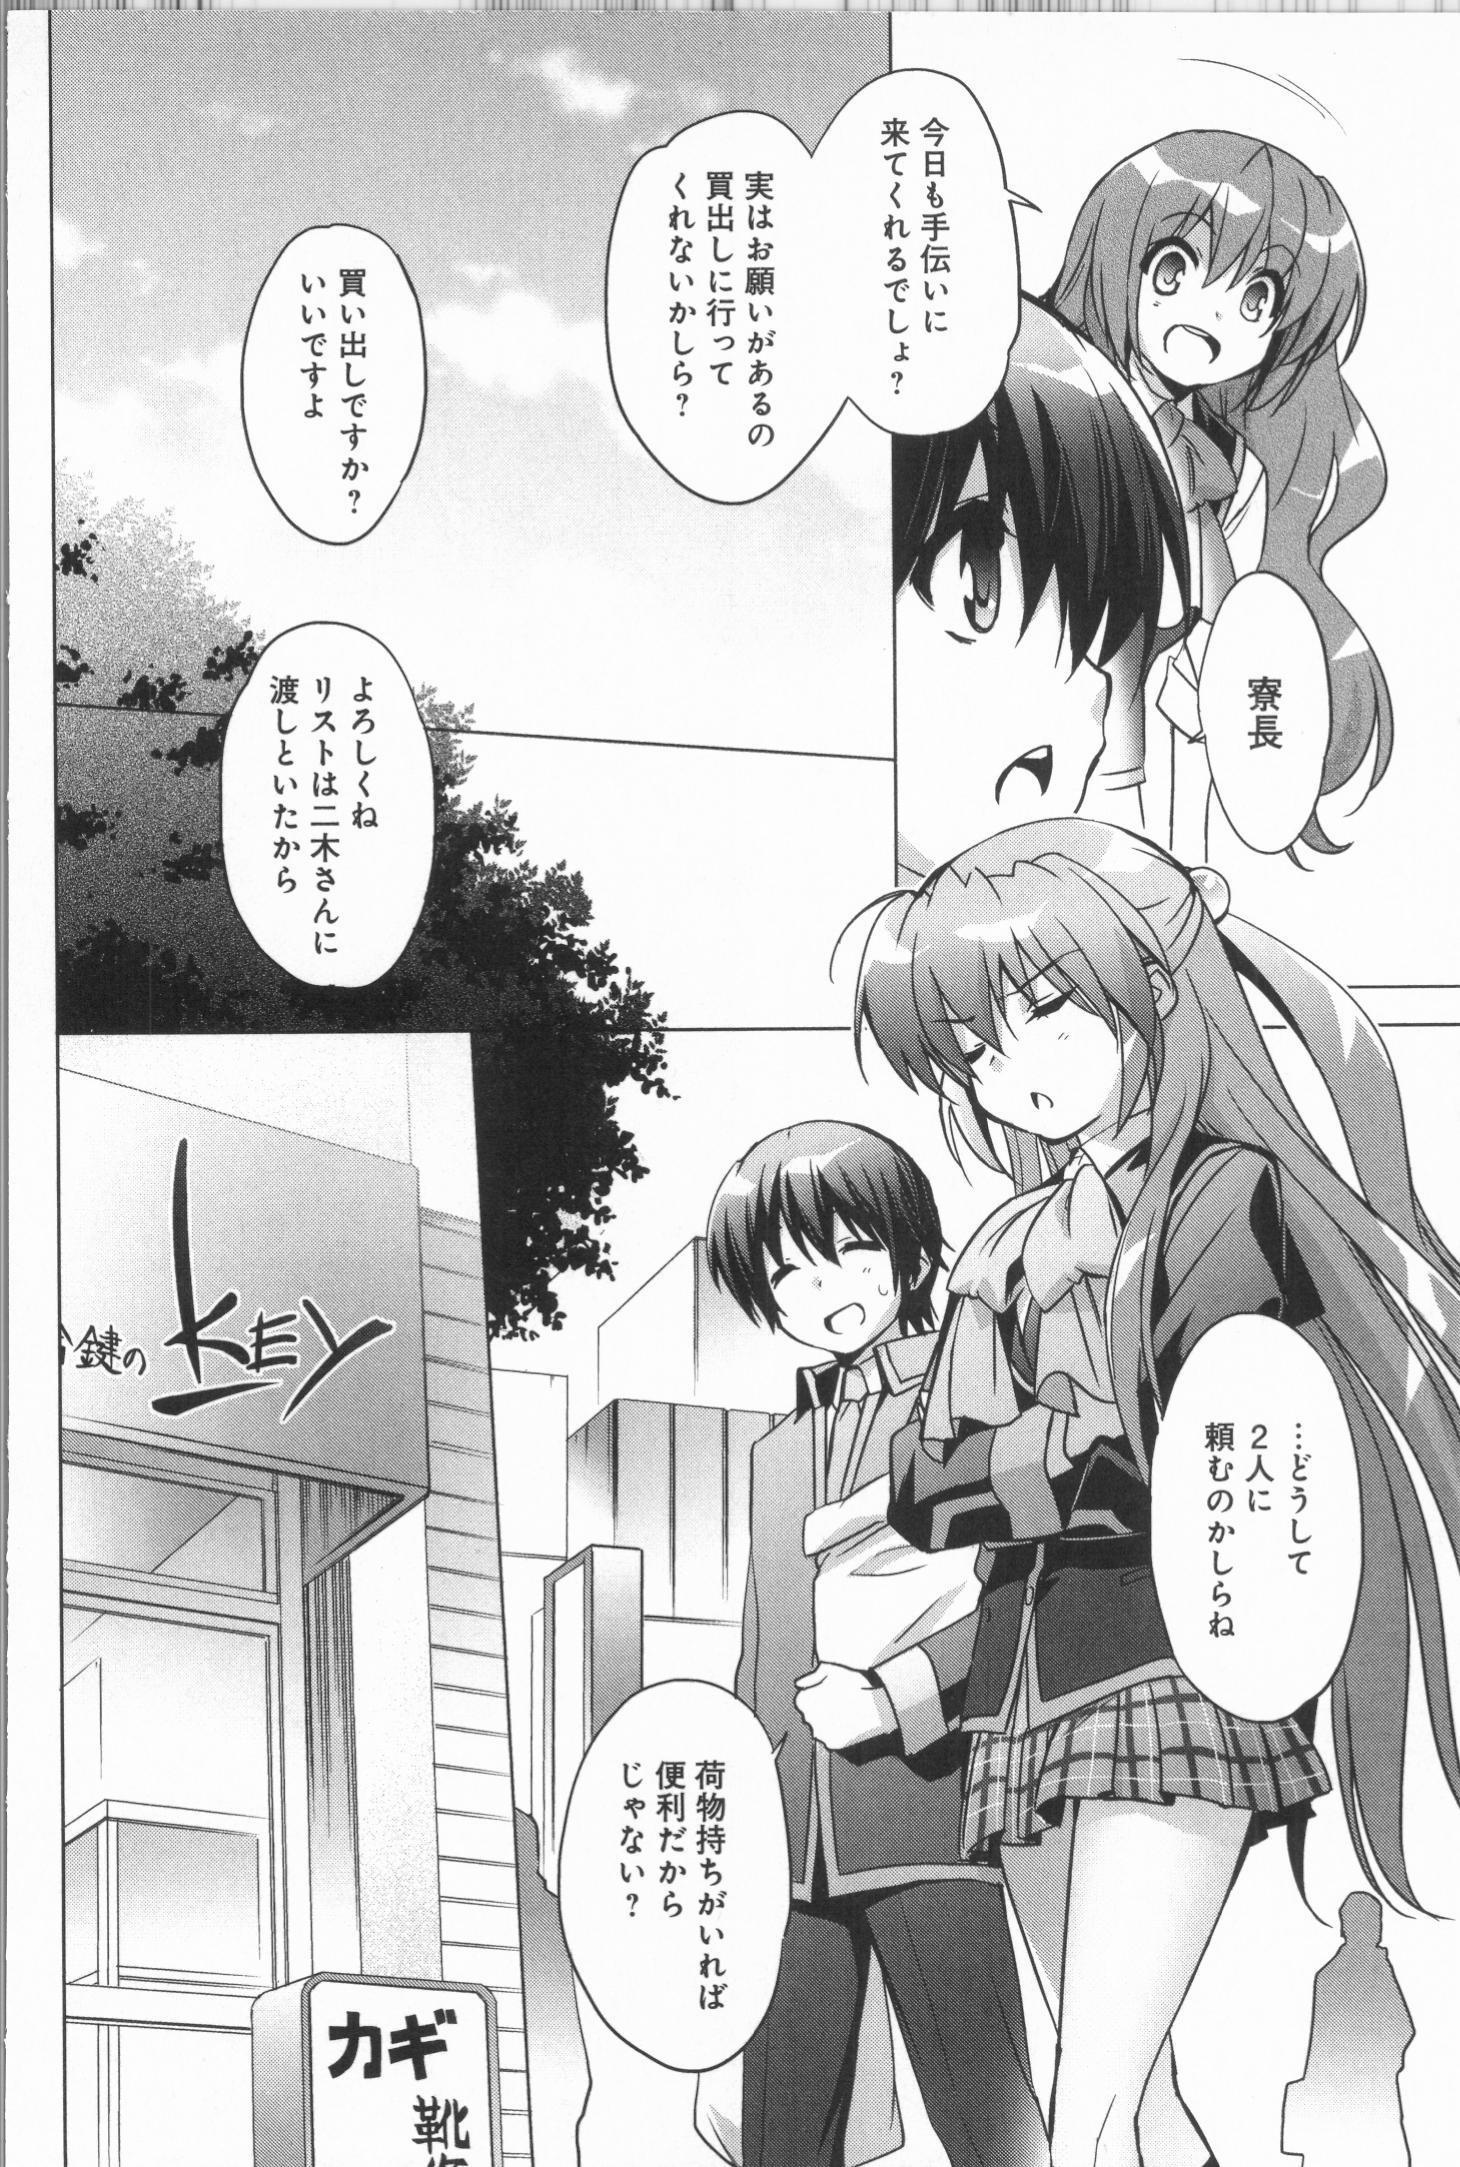 寮長
今日も手伝いに
来てくれるでしょ？
実はお願いがあるの
買出しに行って
くれないかしら？
買い出しですか？
いいですよ
よろしくね
リストは二木さんに
渡しといたから
…どうして
2人に
頼むのかしらね
荷物持ちがいれば
便利だから
じゃない？
鍵の
KEY
カギ
靴